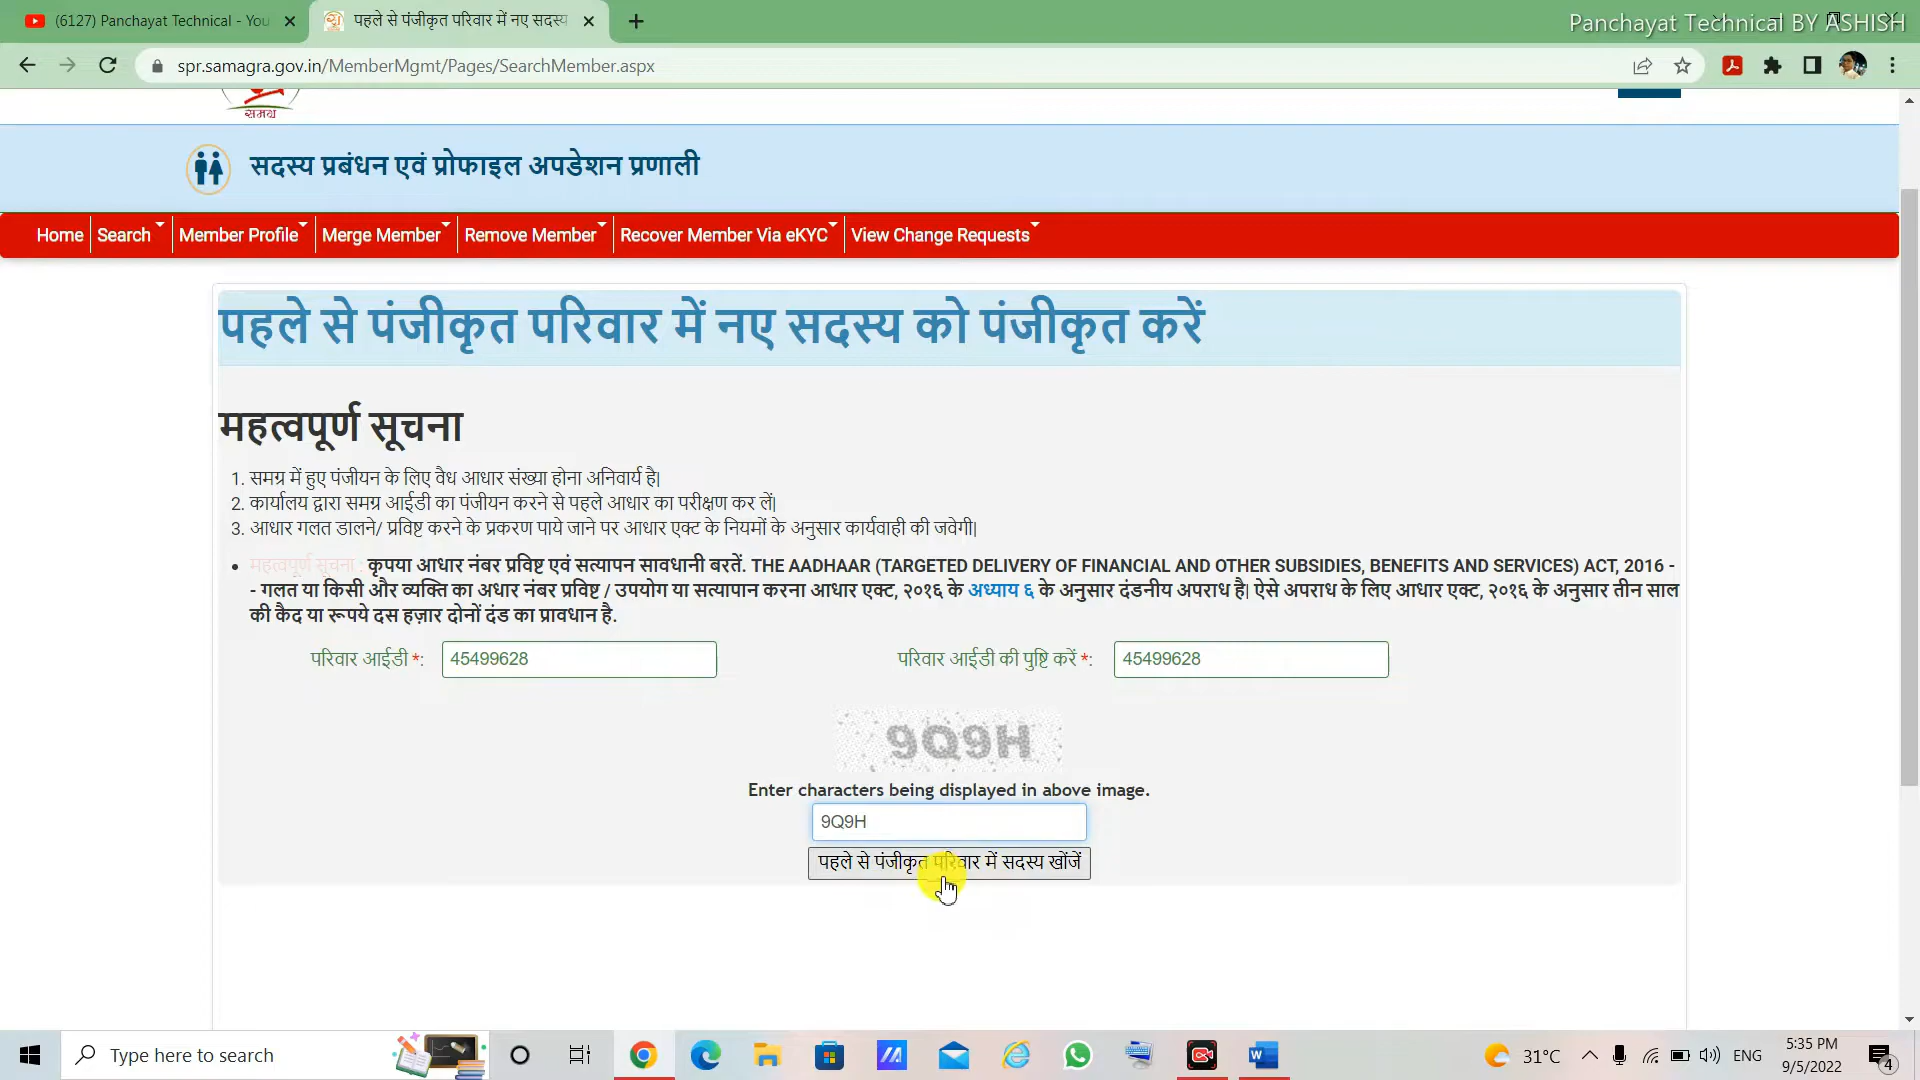 (6127) Panchayat Technical - You
पहले से पंजीकृत परिवार में नए सदस्य
Panchayat Technical BY ASHISH
spr.samagra.gov.in/MemberMgmt/Pages/SearchMember.aspx
समग्र
सदस्य प्रबंधन एवं प्रोफाइल अपडेशन प्रणाली
Home Search Member Profile Merge Member Remove Member Recover Member Via eKYC View Change Requests
पहले से पंजीकृत परिवार में नए सदस्य को पंजीकृत करें
महत्वपूर्ण सूचना
1. समग्र में हुए पंजीयन के लिए वैध आधार संख्या होना अनिवार्य है|
2. कार्यालय द्वारा समग्र आईडी का पंजीयन करने से पहले आधार का परीक्षण कर लें|
3. आधार गलत डालने/ प्रविष्ट करने के प्रकरण पाये जाने पर आधार एक्ट के नियमों के अनुसार कार्यवाही की जवेगी|
महत्वपूर्ण सूचना : कृपया आधार नंबर प्रविष्ट एवं सत्यापन सावधानी बरतें. THE AADHAAR (TARGETED DELIVERY OF FINANCIAL AND OTHER SUBSIDIES, BENEFITS AND SERVICES) ACT, 2016 -
- गलत या किसी और व्यक्ति का अधार नंबर प्रविष्ट / उपयोग या सत्यापान करना आधार एक्ट, २०१६ के अध्याय ६ के अनुसार दंडनीय अपराध है| ऐसे अपराध के लिए आधार एक्ट, २०१६ के अनुसार तीन साल
की कैद या रूपये दस हज़ार दोनों दंड का प्रावधान है.
परिवार आईडी *: 45499628 परिवार आईडी की पुष्टि करें *: 45499628
9Q9H
Enter characters being displayed in above image.
9Q9H
पहले से पंजीकृत परिवार में सदस्य खोंजें
Type here to search
31°C
ENG
5:35 PM
9/5/2022
4